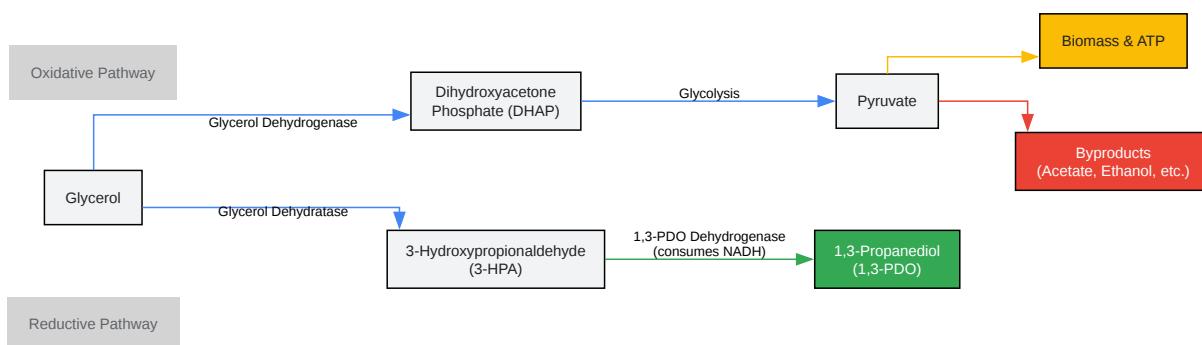 Biomass & ATP
Oxidative Pathway
Dihydroxyacetone
Phosphate (DHAP)
Glycolysis
Pyruvate
Glycerol Dehydrogenase
Byproducts
(Acetate, Ethanol, etc.)
Glycerol
Glycerol Dehydratase
3-Hydroxypropionaldehyde
(3-HPA)
1,3-PDO Dehydrogenase
(consumes NADH)
1,3-Propanediol
(1,3-PDO)
Reductive Pathway